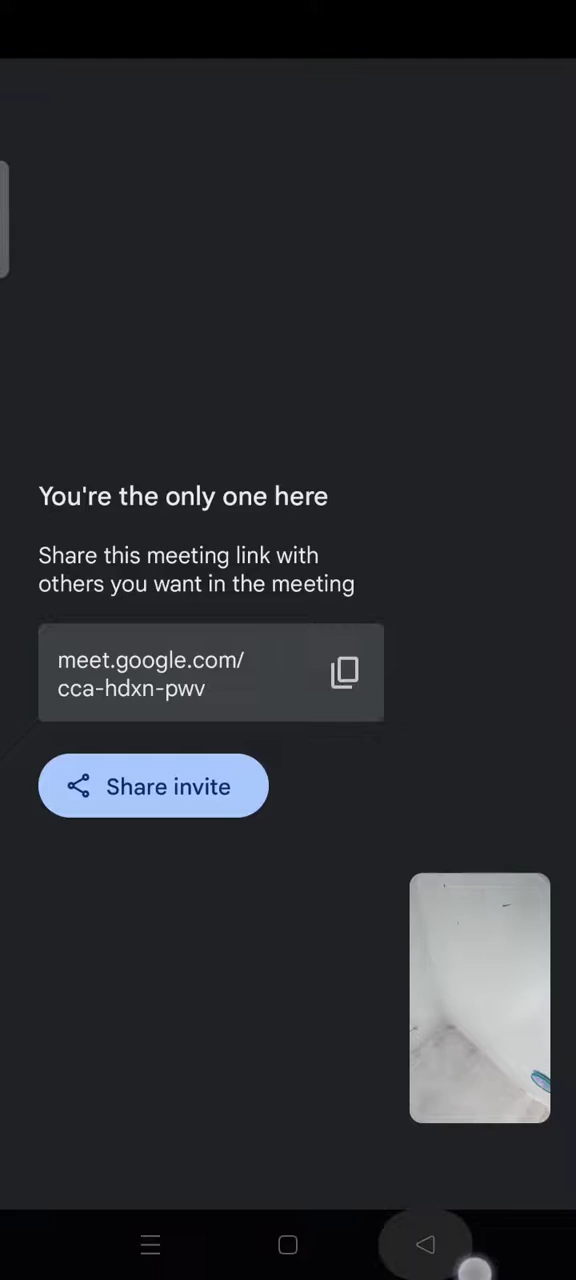 You're the only one here
Share this meeting link with
others you want in the meeting
meet.google.com/
cca-hdxn-pwv
Share invite